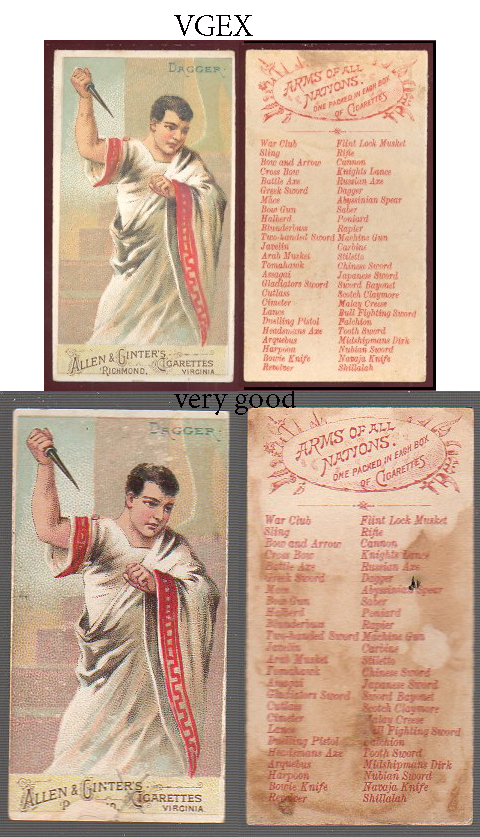 VGEX
DAGGER.
ALLEN & GINTER'S
CIGARETTES
RICHMOND,
VIRGINIA
ARMS OF ALL
NATIONS.
ONE PACKED IN EACH BOX
OF CIGARETTES
War Club
Sling
Bow and Arrow
Cross Bow
Battle Axe
Greek Sword
Mace
Bow Gun
Halberd
Blunderbuss
Two-handed Sword
Javelin
Arab Musket
Tomahawk
Assagai
Gladiators Sword
Cutlass
Cimeter
Lance
Duelling Pistol
Headsmans Axe
Arquebus
Harpoon
Bowie Knife
Revolver
Flint Lock Musket
Rifle
Cannon
Knights Lance
Russian Axe
Dagger
Abyssinian Spear
Saber
Poniard
Rapier
Machine Gun
Carbine
Stiletto
Chinese Sword
Japanese Sword
Sword Bayonet
Scotch Claymore
Malay Creese
Bull Fighting Sword
Falchion
Tooth Sword
Midshipmans Dirk
Nubian Sword
Navaja Knife
Shillalah
very good
DAGGER.
ALLEN & GINTER'S
CIGARETTES
VIRGINIA
ARMS OF ALL
NATIONS.
ONE PACKED IN EACH BOX
OF CIGARETTES
War Club
Sling
Bow and Arrow
Cross Bow
Battle Axe
Greek Sword
Mace
Bow Gun
Halberd
Blunderbuss
Two-handed Sword
Javelin
Arab Musket
Tomahawk
Assagai
Gladiators Sword
Cutlass
Cimeter
Lance
Duelling Pistol
Headsmans Axe
Arquebus
Harpoon
Bowie Knife
Revolver
Flint Lock Musket
Rifle
Cannon
Knights Lance
Russian Axe
Dagger
Abyssinian Spear
Saber
Poniard
Rapier
Machine Gun
Carbine
Stiletto
Chinese Sword
Japanese Sword
Sword Bayonet
Scotch Claymore
Malay Creese
Bull Fighting Sword
Falchion
Tooth Sword
Midshipmans Dirk
Nubian Sword
Navaja Knife
Shillalah